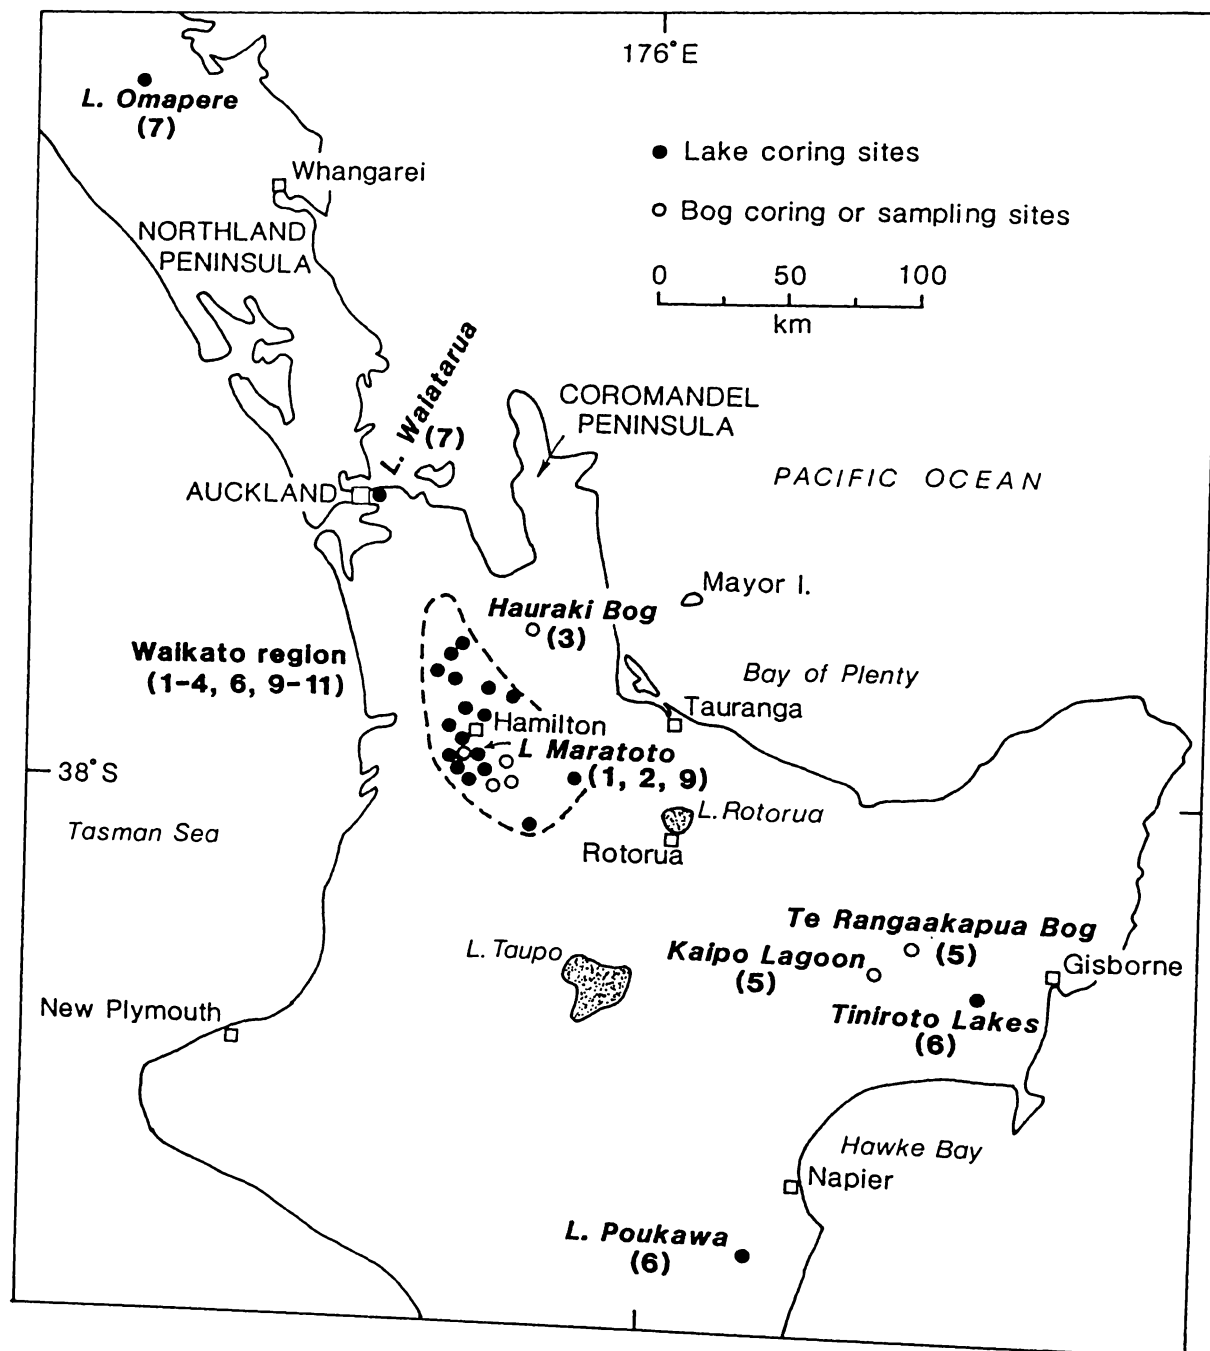 176°E
L. Omapere
(7)
Lake coring sites
Whangarei
Bog coring or sampling sites
NORTHLAND
PENINSULA
0 50 100
km
L. Waiatarua
(7)
COROMANDEL
PENINSULA
PACIFIC OCEAN
AUCKLAND
Mayor I.
Hauraki Bog
(3)
Waikato region
(1-4, 6, 9-11)
Bay of Plenty
Tauranga
Hamilton
L Maratoto
(1, 2, 9)
38°S
L. Rotorua
Tasman Sea
Rotorua
Te Rangaakapua Bog
(5)
L. Taupo
Kaipo Lagoon
(5)
Gisborne
New Plymouth
Tiniroto Lakes
(6)
Hawke Bay
Napier
L. Poukawa
(6)